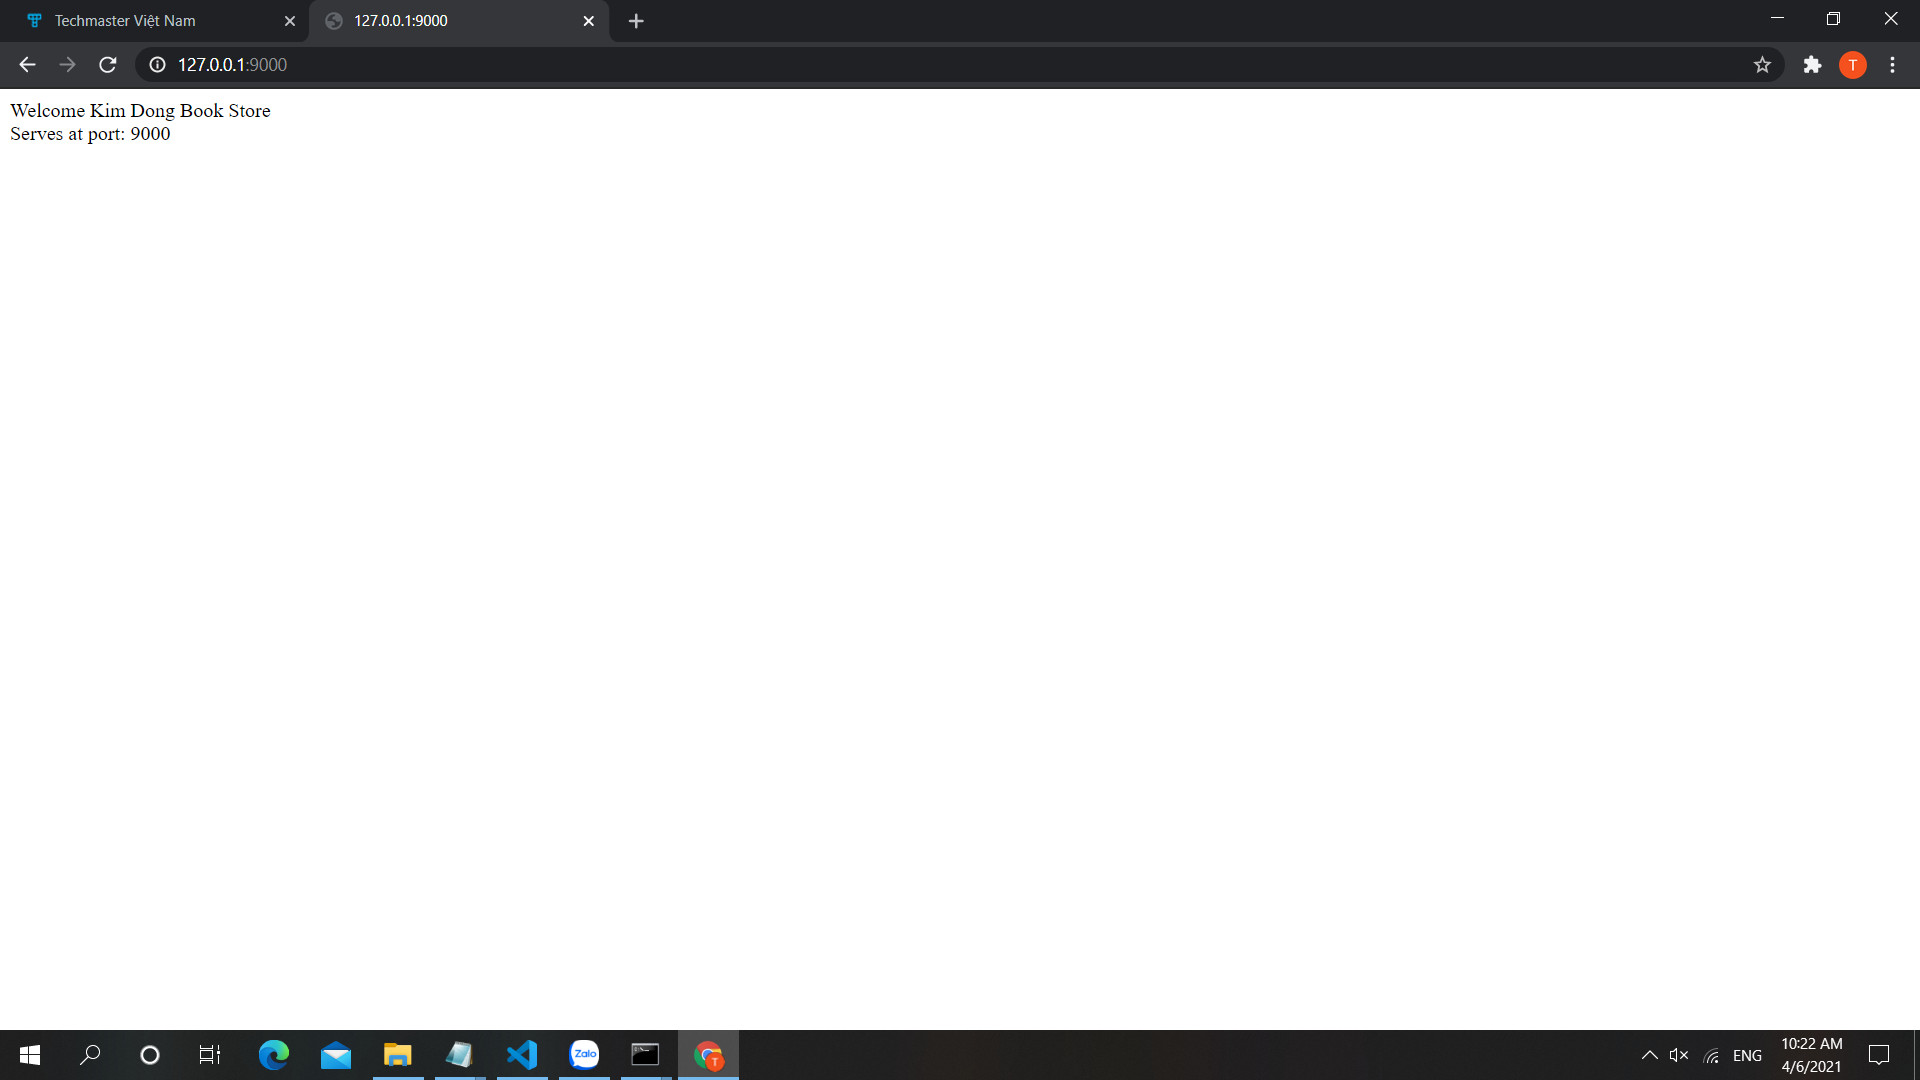 Techmaster Việt Nam
127.0.0.1:9000
127.0.0.1:9000
T
Welcome Kim Dong Book Store
Serves at port: 9000
Zalo
T
ENG
10:22 AM
4/6/2021